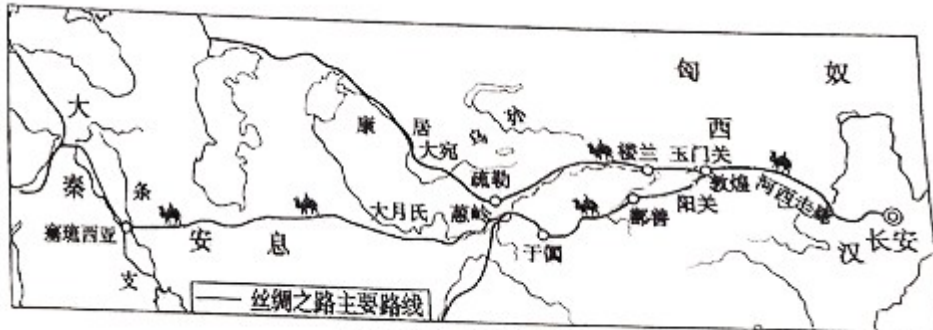 匈奴
大秦
条支
康居
大宛
乌孙
西
楼兰
玉门关
疏勒
敦煌
河西走廊
大月氏
葱岭
鄯善
阳关
塞琉西亚
安息
于阗
汉
长安
丝绸之路主要路线